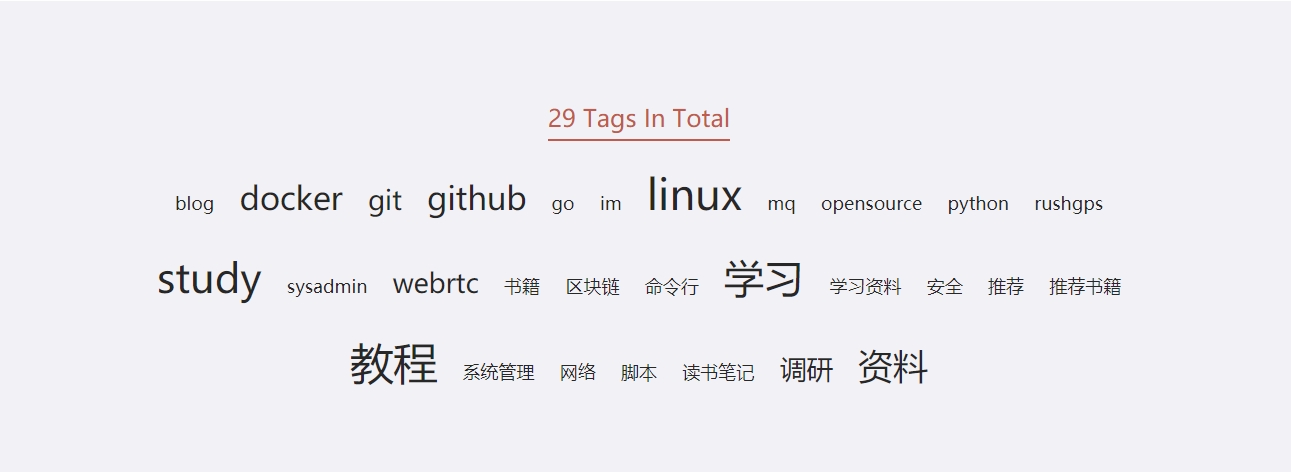 29 Tags In Total
blog docker git github go im linux mq opensource python rushgps
study sysadmin webrtc 书籍 区块链 命令行 学习 学习资料 安全 推荐 推荐书籍
教程 系统管理 网络 脚本 读书笔记 调研 资料